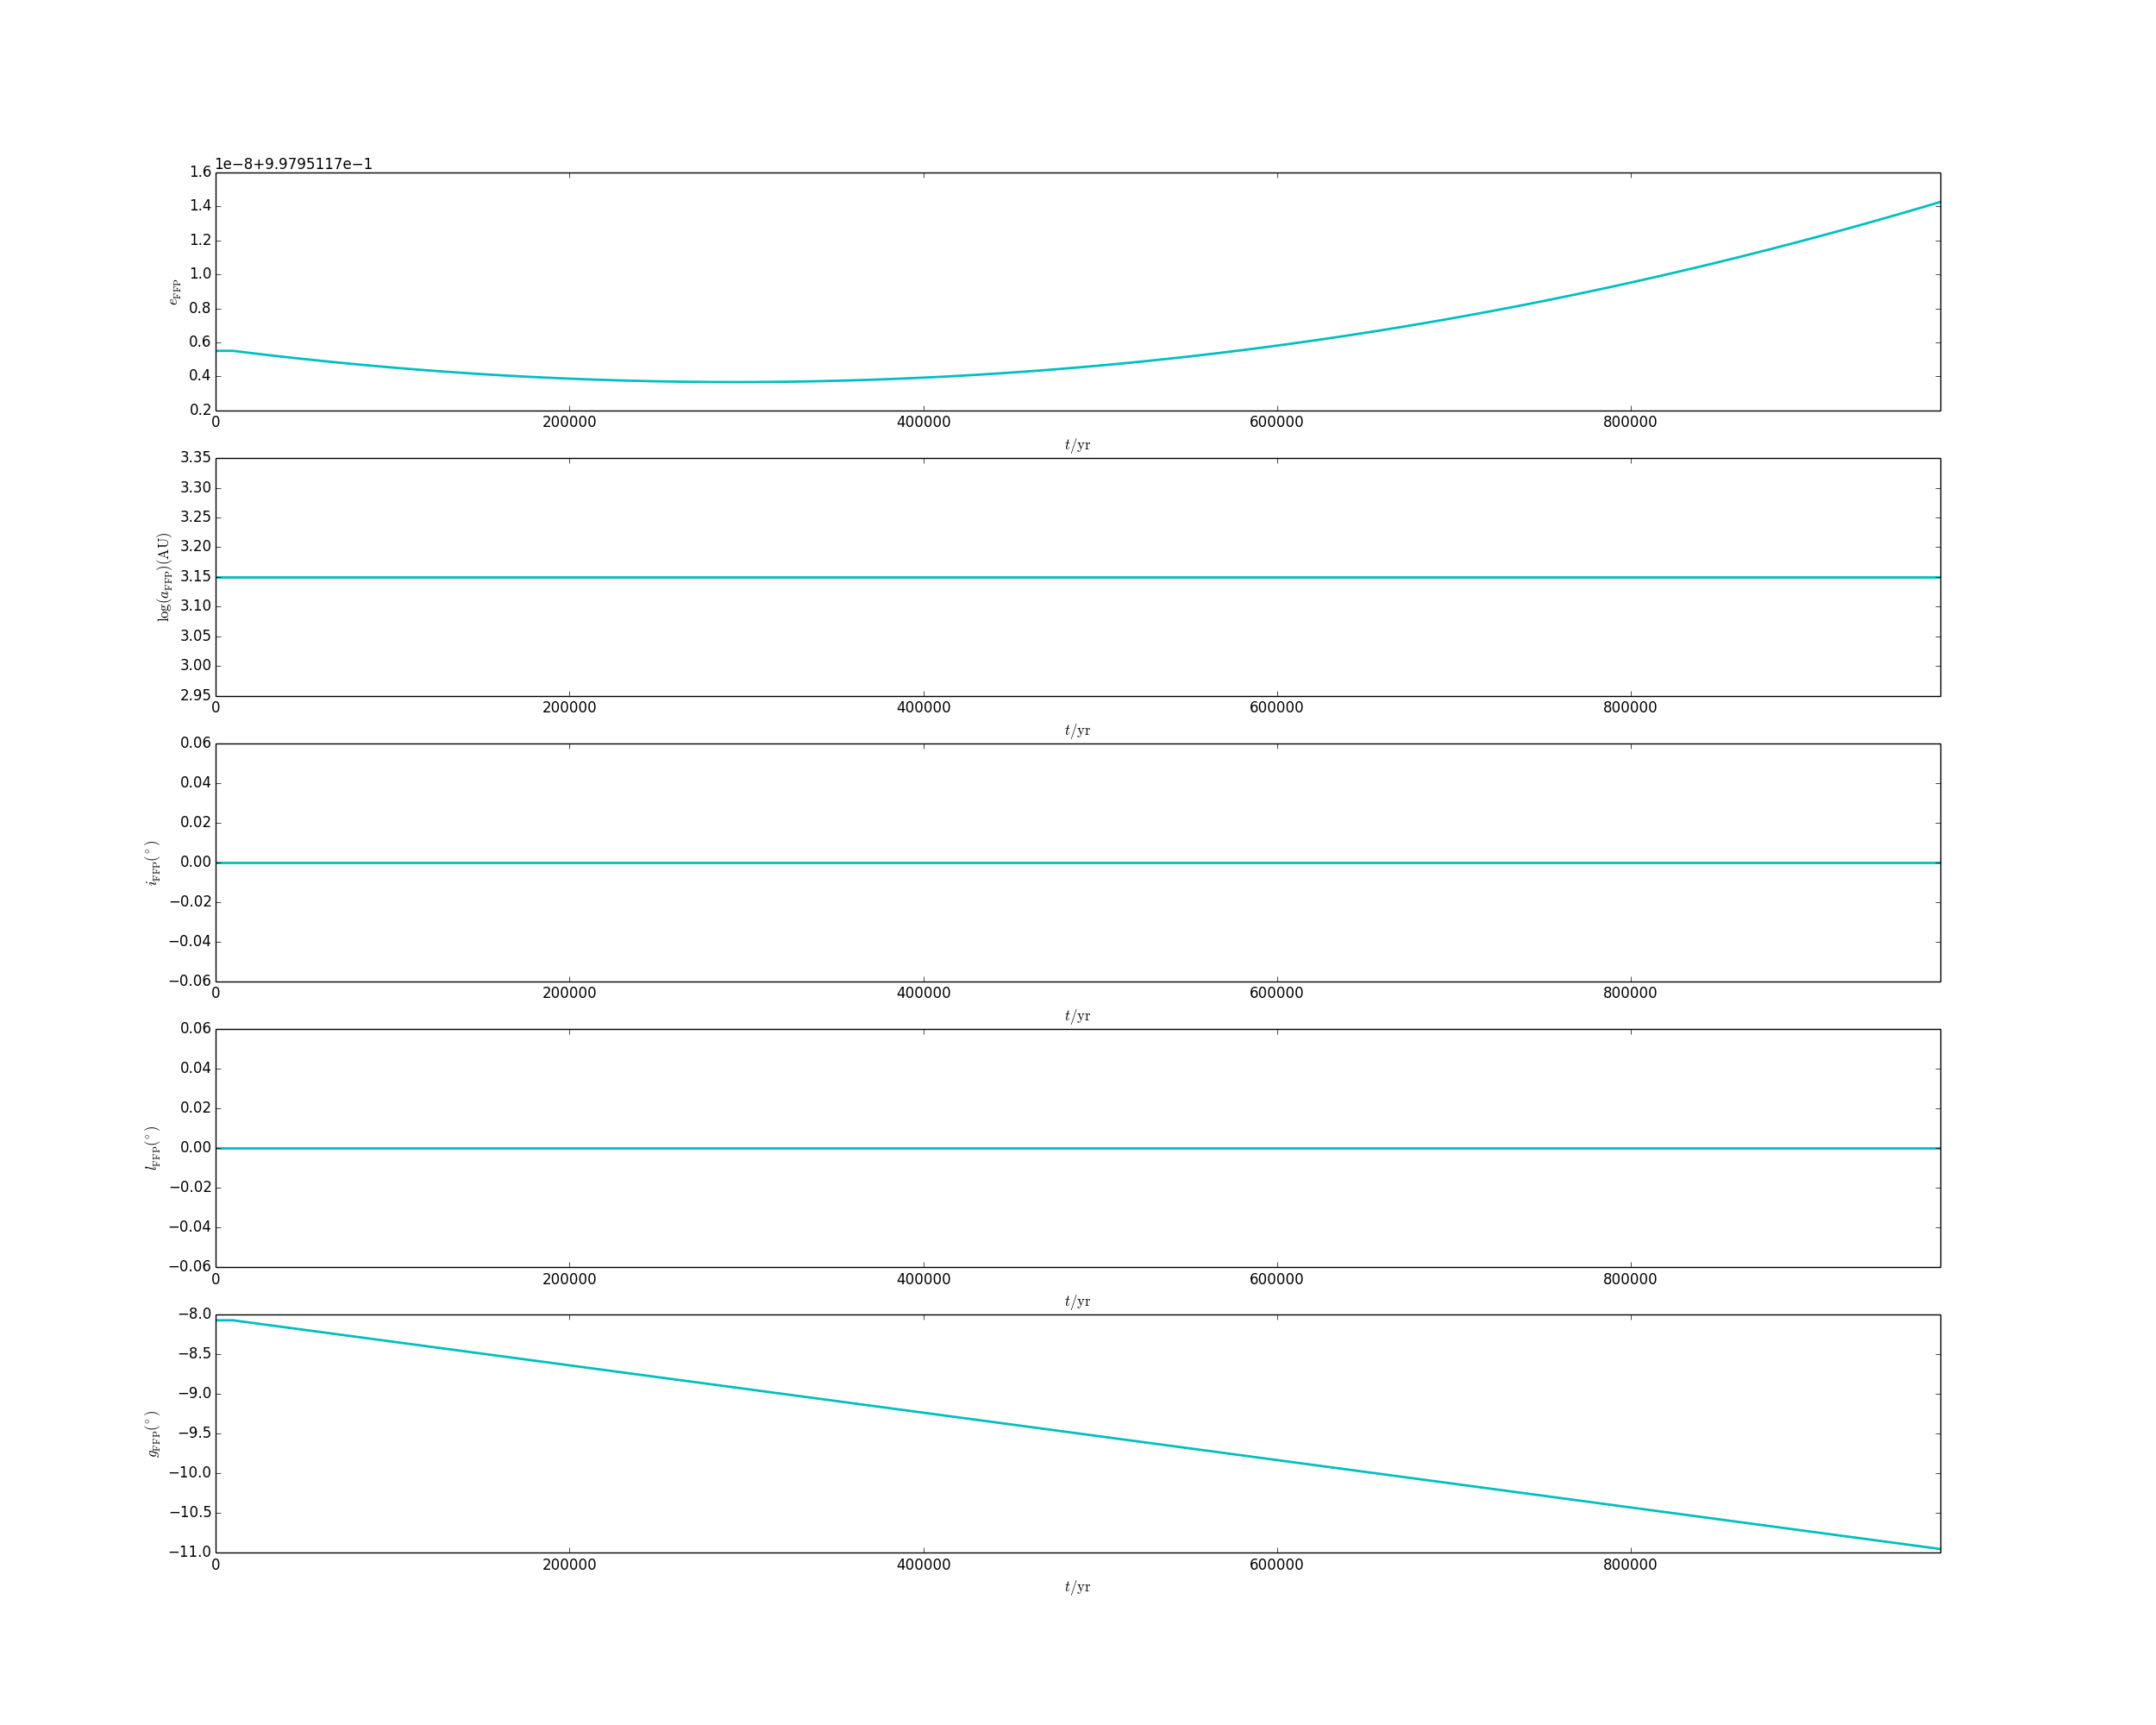 1e−8+9.9795117e−1
1.6
1.4
1.2
1.0
0.8
0.6
0.4
0.2
e_FFP
0 200000 400000 600000 800000
t/yr
3.35
3.30
3.25
3.20
3.15
3.10
3.05
3.00
2.95
log(a_FFP)(AU)
0 200000 400000 600000 800000
t/yr
0.06
0.04
0.02
0.00
−0.02
−0.04
−0.06
i_FFP(°)
0 200000 400000 600000 800000
t/yr
0.06
0.04
0.02
0.00
−0.02
−0.04
−0.06
l_FFP(°)
0 200000 400000 600000 800000
t/yr
−8.0
−8.5
−9.0
−9.5
−10.0
−10.5
−11.0
g_FFP(°)
0 200000 400000 600000 800000
t/yr